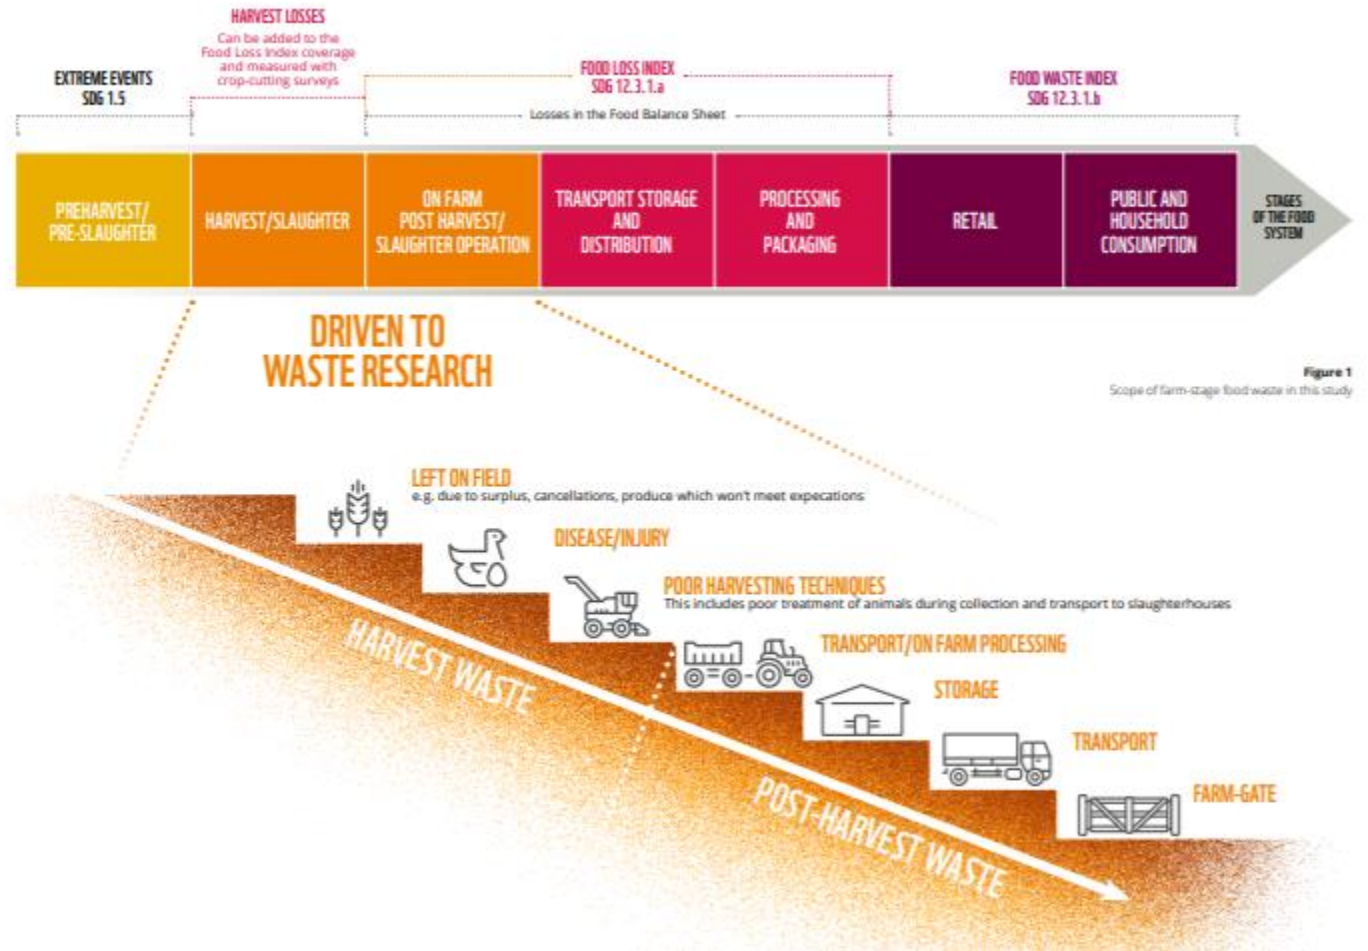 HARVEST LOSSES
Can be added to the
Food Loss Index coverage
and measured with
crop-cutting surveys
EXTREME EVENTS
SDG 1.5
FOOD LOSS INDEX
SDG 12.3.1.a
Losses in the Food Balance Sheet
FOOD WASTE INDEX
SDG 12.3.1.b
PREHARVEST/
PRE-SLAUGHTER
HARVEST/SLAUGHTER
ON FARM
POST HARVEST/
SLAUGHTER OPERATION
TRANSPORT STORAGE
AND
DISTRIBUTION
PROCESSING
AND
PACKAGING
RETAIL
PUBLIC AND
HOUSEHOLD
CONSUMPTION
STAGES
OF THE FOOD
SYSTEM
DRIVEN TO
WASTE RESEARCH
Figure 1
Scope of farm-stage food waste in this study
LEFT ON FIELD
e.g. due to surplus, cancellations, produce which won't meet expecations
DISEASE/INJURY
POOR HARVESTING TECHNIQUES
This includes poor treatment of animals during collection and transport to slaughterhouses
TRANSPORT/ON FARM PROCESSING
STORAGE
TRANSPORT
FARM-GATE
HARVEST WASTE
POST-HARVEST WASTE